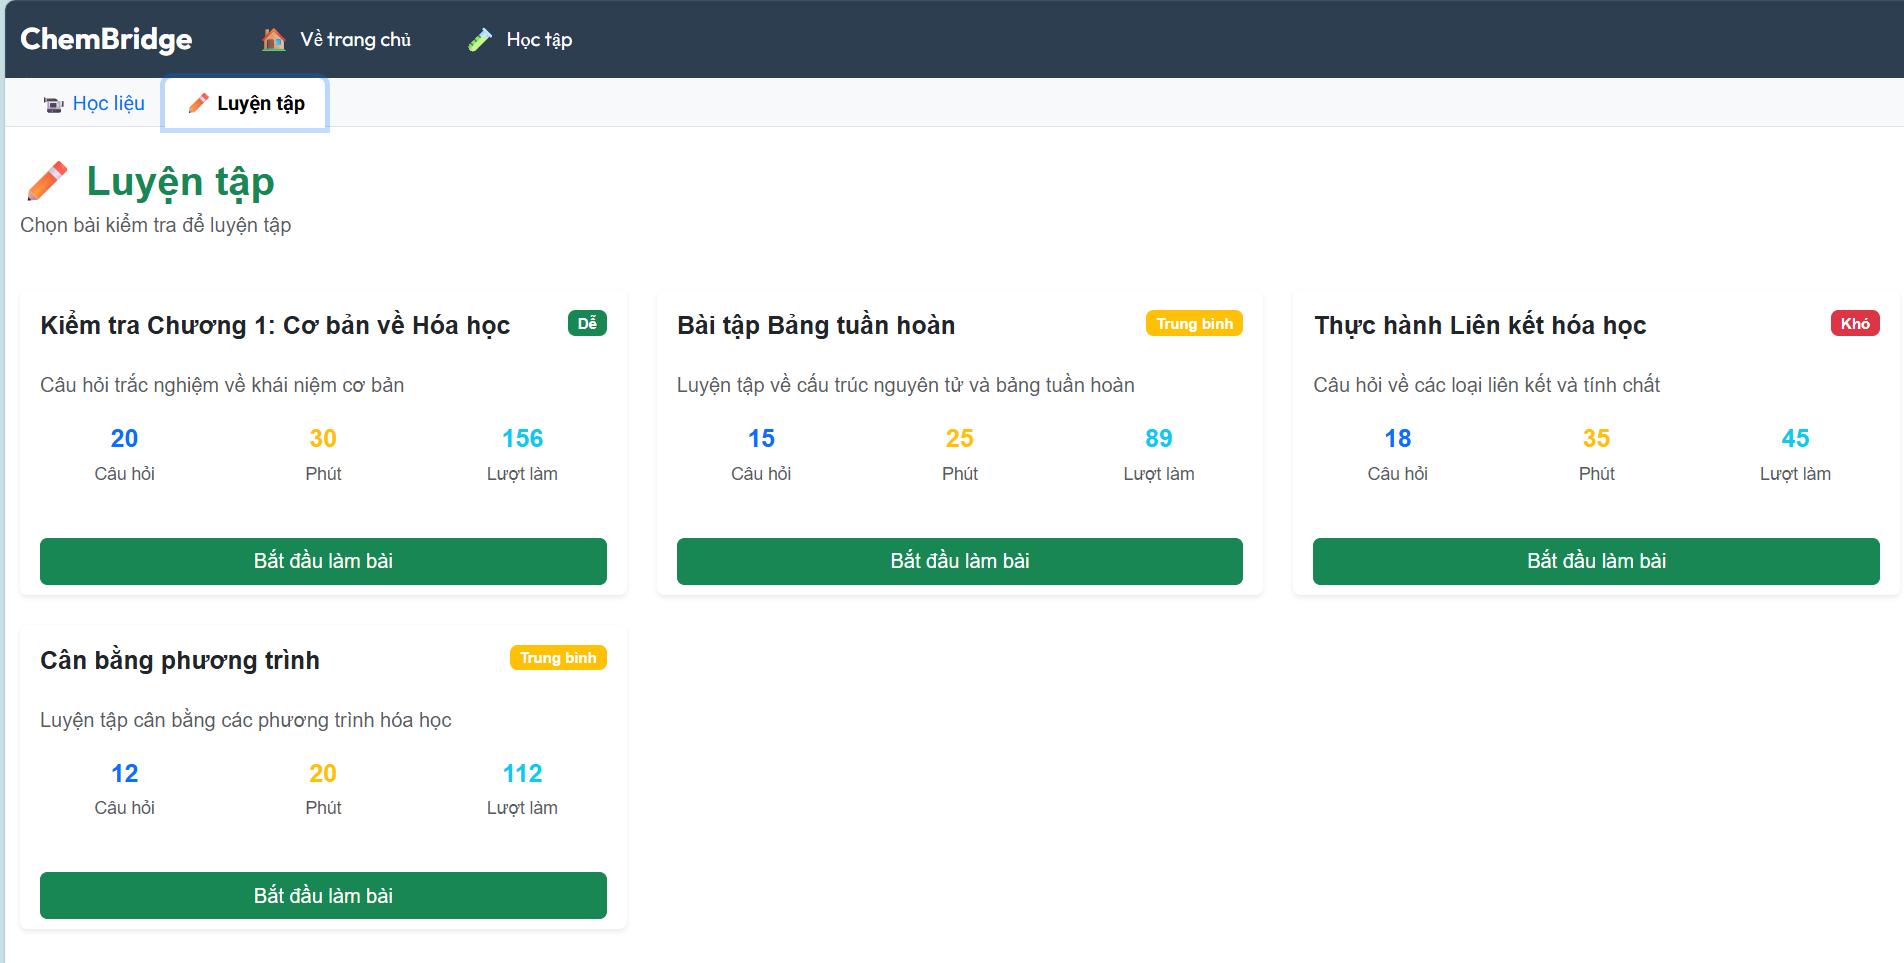 ChemBridge
Về trang chủ
Học tập
Học liệu
Luyện tập
Luyện tập
Chọn bài kiểm tra để luyện tập
Kiểm tra Chương 1: Cơ bản về Hóa học
Dễ
Câu hỏi trắc nghiệm về khái niệm cơ bản
20 30 156
Câu hỏi Phút Lượt làm
Bắt đầu làm bài
Bài tập Bảng tuần hoàn
Trung bình
Luyện tập về cấu trúc nguyên tử và bảng tuần hoàn
15 25 89
Câu hỏi Phút Lượt làm
Bắt đầu làm bài
Thực hành Liên kết hóa học
Khó
Câu hỏi về các loại liên kết và tính chất
18 35 45
Câu hỏi Phút Lượt làm
Bắt đầu làm bài
Cân bằng phương trình
Trung bình
Luyện tập cân bằng các phương trình hóa học
12 20 112
Câu hỏi Phút Lượt làm
Bắt đầu làm bài